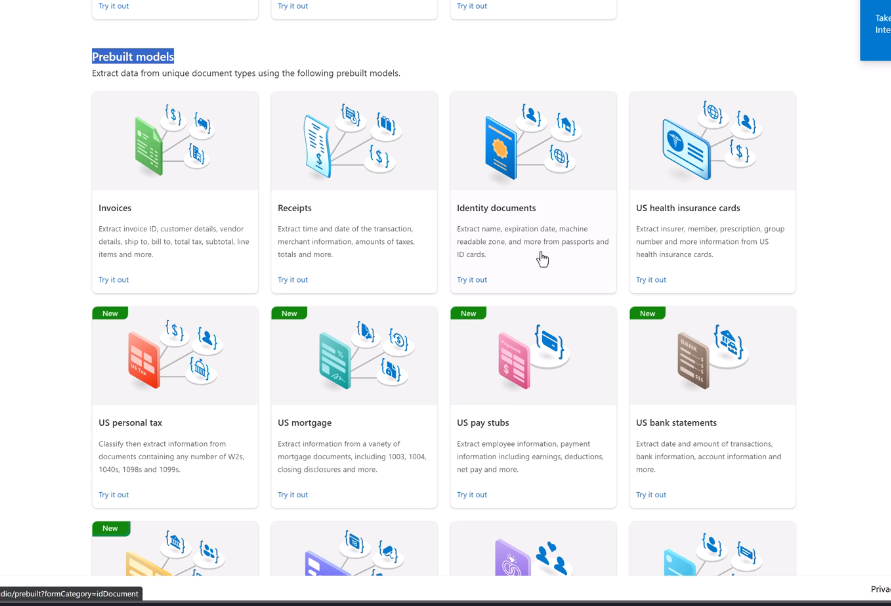 Try it out
Try it out
Try it out
Take
Inte
Prebuilt models
Extract data from unique document types using the following prebuilt models.
Invoices
Extract invoice ID, customer details, vendor
details, ship to, bill to, total tax, subtotal, line
items and more.
Try it out
Receipts
Extract time and date of the transaction,
merchant information, amounts of taxes,
totals and more.
Try it out
Identity documents
Extract name, expiration date, machine
readable zone, and more from passports and
ID cards.
Try it out
US health insurance cards
Extract insurer, member, prescription, group
number and more information from US
health insurance cards.
Try it out
New
US Tax
US personal tax
Classify then extract information from
documents containing any number of W2s,
1040s, 1098s and 1099s.
Try it out
New
US mortgage
Extract information from a variety of
mortgage documents, including 1003, 1004,
closing disclosures and more.
Try it out
New
US pay stubs
Extract employee information, payment
information including earnings, deductions,
net pay and more.
Try it out
New
BANK
US bank statements
Extract date and amount of transactions,
bank information, account information and
more.
Try it out
New
dio/prebuilt?formCategory=idDocument
Priva